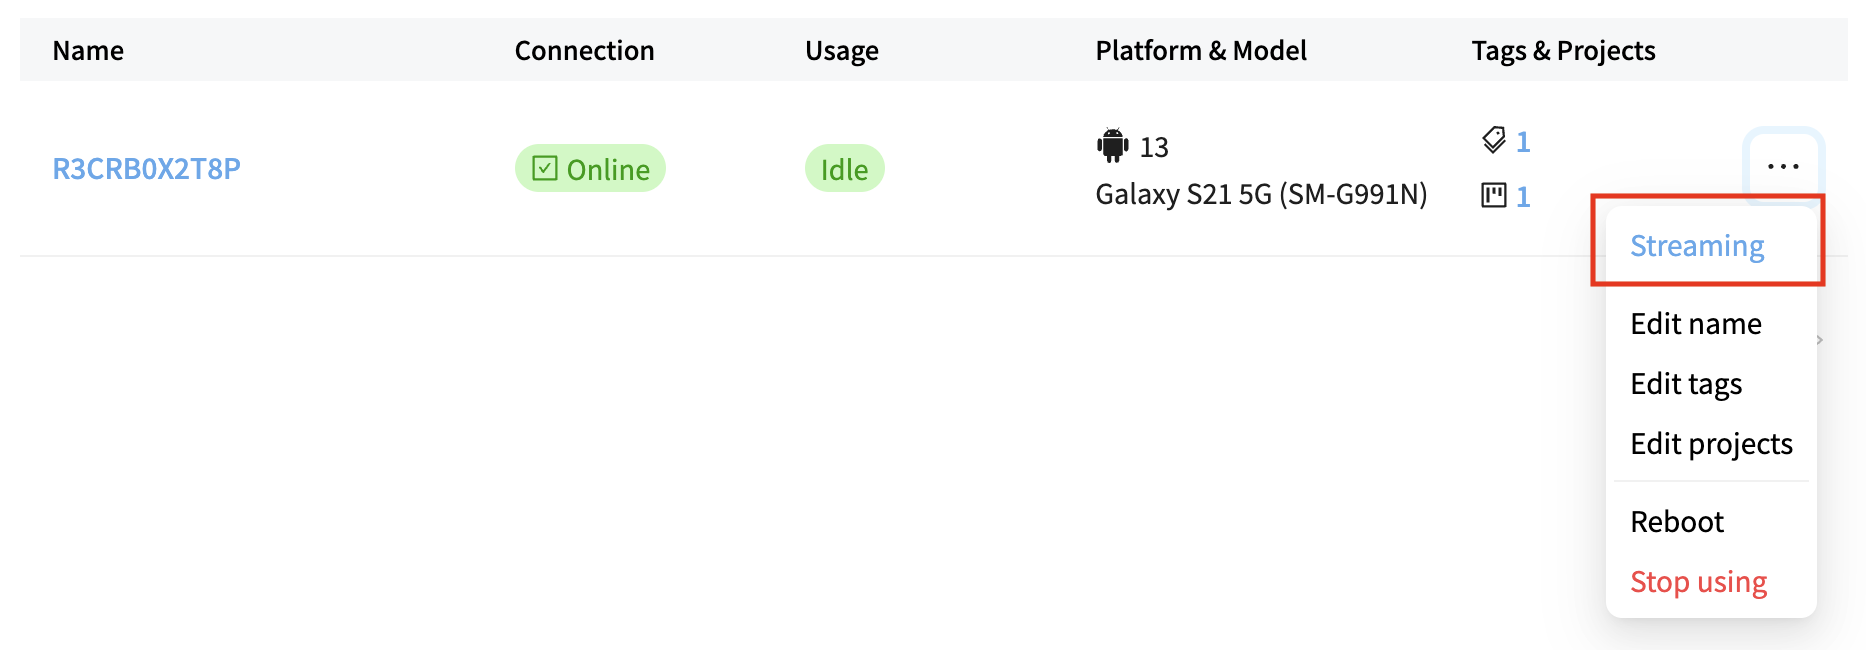 Name Connection Usage Platform & Model Tags & Projects
R3CRB0X2T8P Online Idle 13 1
Galaxy S21 5G (SM-G991N) 1
Streaming
Edit name
Edit tags
Edit projects
Reboot
Stop using